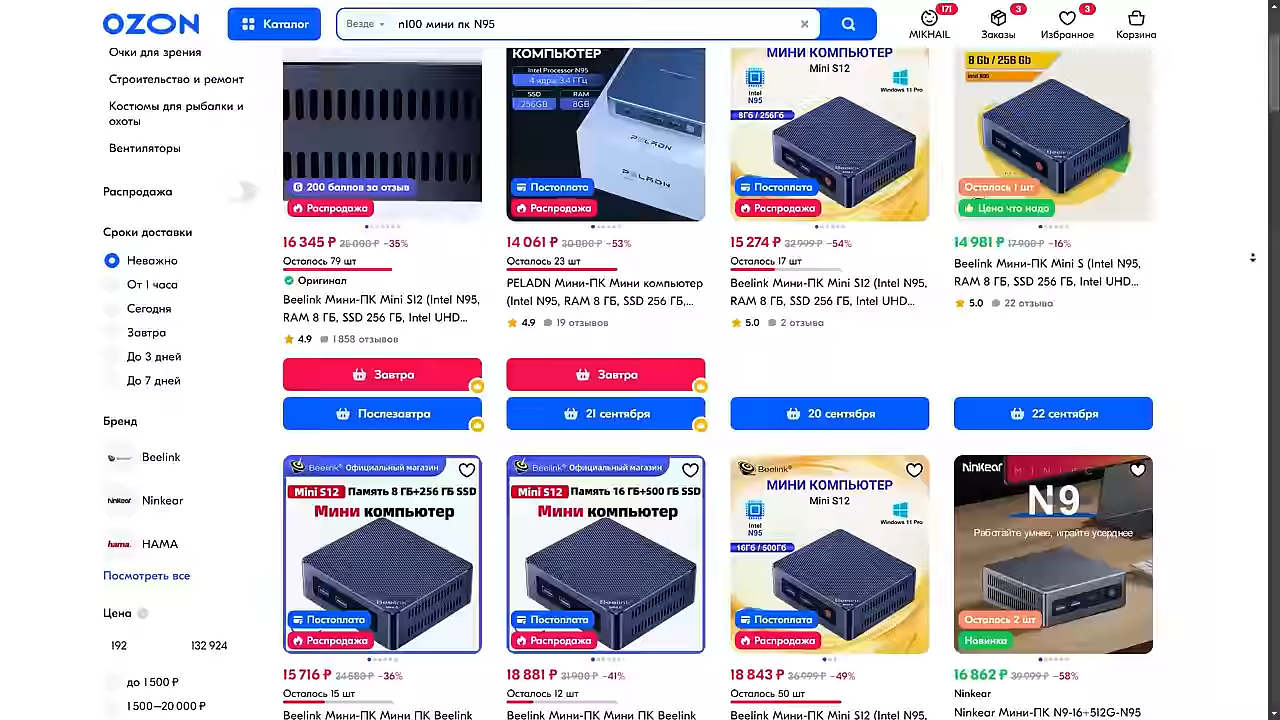 OZON
Каталог
Везде
n100 мини пк N95
171
3
3
MIKHAIL
Заказы
Избранное
Корзина
Очки для зрения
Строительство и ремонт
Костюмы для рыбалки и
охоты
Вентиляторы
Распродажа
Сроки доставки
Неважно
От 1 часа
Сегодня
Завтра
До 3 дней
До 7 дней
Бренд
Beelink
Ninkear
hama.
HAMA
Посмотреть все
Цена
192
132 924
до 1 500 ₽
1 500–20 000 ₽
200 баллов за отзыв
Распродажа
16 345 ₽ 25 000 ₽ -35%
Осталось 79 шт
Оригинал
Beelink Мини-ПК Mini S12 (Intel N95,
RAM 8 ГБ, SSD 256 ГБ, Intel UHD...
4.9 1 858 отзывов
Завтра
Послезавтра
КОМПЬЮТЕР
Intel Processor N95
4 ядра, 3.4 ГГц
SSD RAM
256GB 8GB
PELADN
PELADN
Постоплата
Распродажа
14 061 ₽ 30 000 ₽ -53%
Осталось 23 шт
PELADN Мини-ПК Мини компьютер
(Intel N95, RAM 8 ГБ, SSD 256 ГБ,...
4.9 19 отзывов
Завтра
21 сентября
МИНИ КОМПЬЮТЕР
Mini S12
Intel
N95
Windows 11 Pro
8Гб / 256Гб
Постоплата
Распродажа
15 274 ₽ 32 999 ₽ -54%
Осталось 17 шт
Beelink Мини-ПК Mini S12 (Intel N95,
RAM 8 ГБ, SSD 256 ГБ, Intel UHD...
5.0 2 отзыва
20 сентября
8 Gb / 256 Gb
Intel N95
Осталось 1 шт
Цена что надо
14 981 ₽ 17 900 ₽ -16%
Beelink Мини-ПК Mini S (Intel N95,
RAM 8 ГБ, SSD 256 ГБ, Intel UHD...
5.0 22 отзыва
22 сентября
Beelink® Официальный магазин
Mini S12 Память 8 ГБ+256 ГБ SSD
Мини компьютер
Beelink
Постоплата
Распродажа
15 716 ₽ 24 580 ₽ -36%
Осталось 15 шт
Beelink Мини-ПК Мини ПК Beelink
Beelink® Официальный магазин
Mini S12 Память 16 ГБ+500 ГБ SSD
Мини компьютер
Beelink
Постоплата
Распродажа
18 881 ₽ 31 900 ₽ -41%
Осталось 12 шт
Beelink Мини-ПК Мини ПК Beelink
Beelink®
МИНИ КОМПЬЮТЕР
Mini S12
Intel
N95
Windows 11 Pro
16Гб / 500Гб
Постоплата
Распродажа
18 843 ₽ 36 999 ₽ -49%
Осталось 50 шт
Beelink Мини-ПК Mini S12 (Intel N95,
Ninkear MINI PC
N9
Работайте умнее, играйте усерднее
Осталось 2 шт
Новинка
16 862 ₽ 39 999 ₽ -58%
Ninkear
Ninkear Мини-ПК N9-16+512G-N95